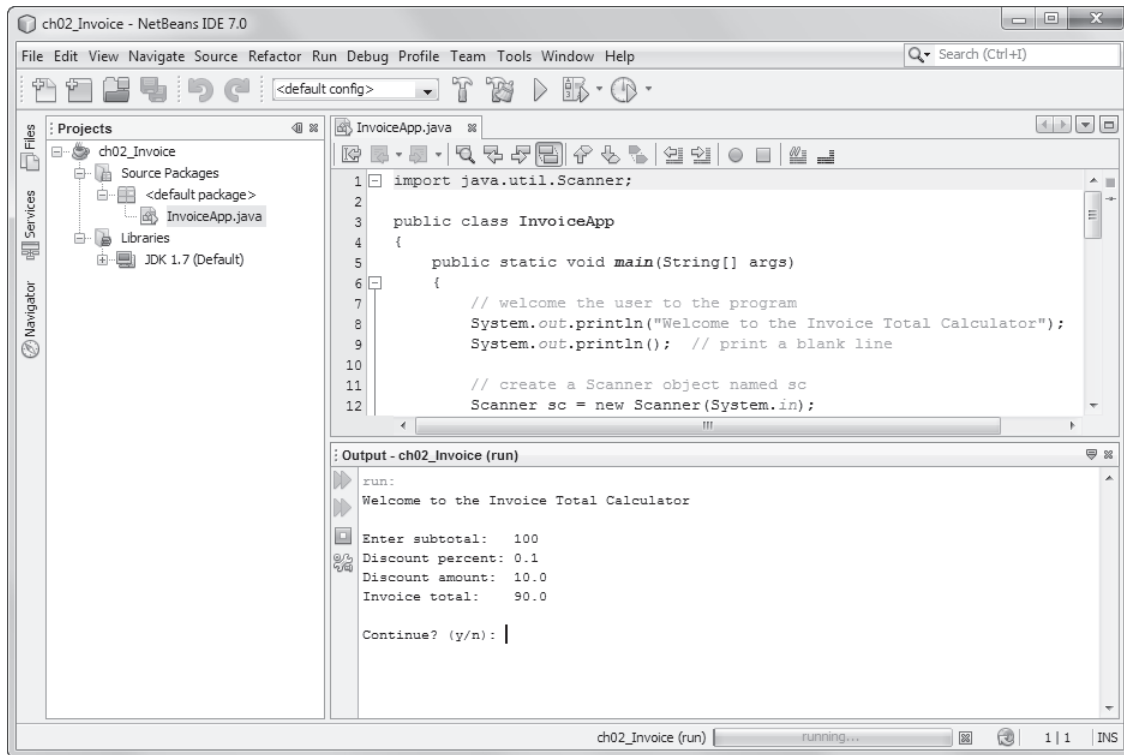 ch02_Invoice - NetBeans IDE 7.0
File Edit View Navigate Source Refactor Run Debug Profile Team Tools Window Help
Search (Ctrl+I)
<default config>
Files
Services
Navigator
Projects
ch02_Invoice
Source Packages
<default package>
InvoiceApp.java
Libraries
JDK 1.7 (Default)
InvoiceApp.java
1 import java.util.Scanner;
2
3 public class InvoiceApp
4 {
5 public static void main(String[] args)
6 {
7 // welcome the user to the program
8 System.out.println("Welcome to the Invoice Total Calculator");
9 System.out.println(); // print a blank line
10
11 // create a Scanner object named sc
12 Scanner sc = new Scanner(System.in);
Output - ch02_Invoice (run)
run:
Welcome to the Invoice Total Calculator
Enter subtotal: 100
Discount percent: 0.1
Discount amount: 10.0
Invoice total: 90.0
Continue? (y/n):
ch02_Invoice (run) running... 1 | 1 INS